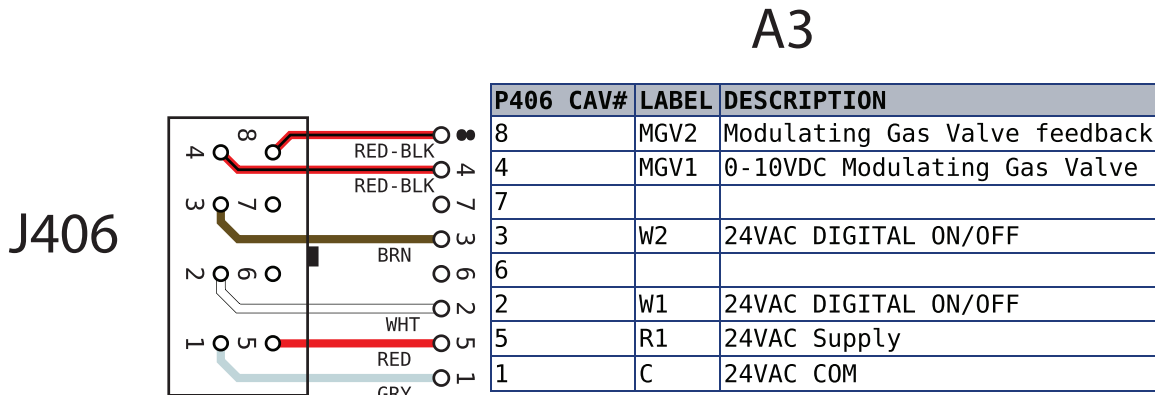 A3
J406
4 8
3 7
2 6
1 5
RED-BLK 8
RED-BLK 4
7
BRN 3
6
WHT 2
RED 5
GRY 1
P406 CAV# LABEL DESCRIPTION
8 MGV2 Modulating Gas Valve feedback
4 MGV1 0-10VDC Modulating Gas Valve
7
3 W2 24VAC DIGITAL ON/OFF
6
2 W1 24VAC DIGITAL ON/OFF
5 R1 24VAC Supply
1 C 24VAC COM